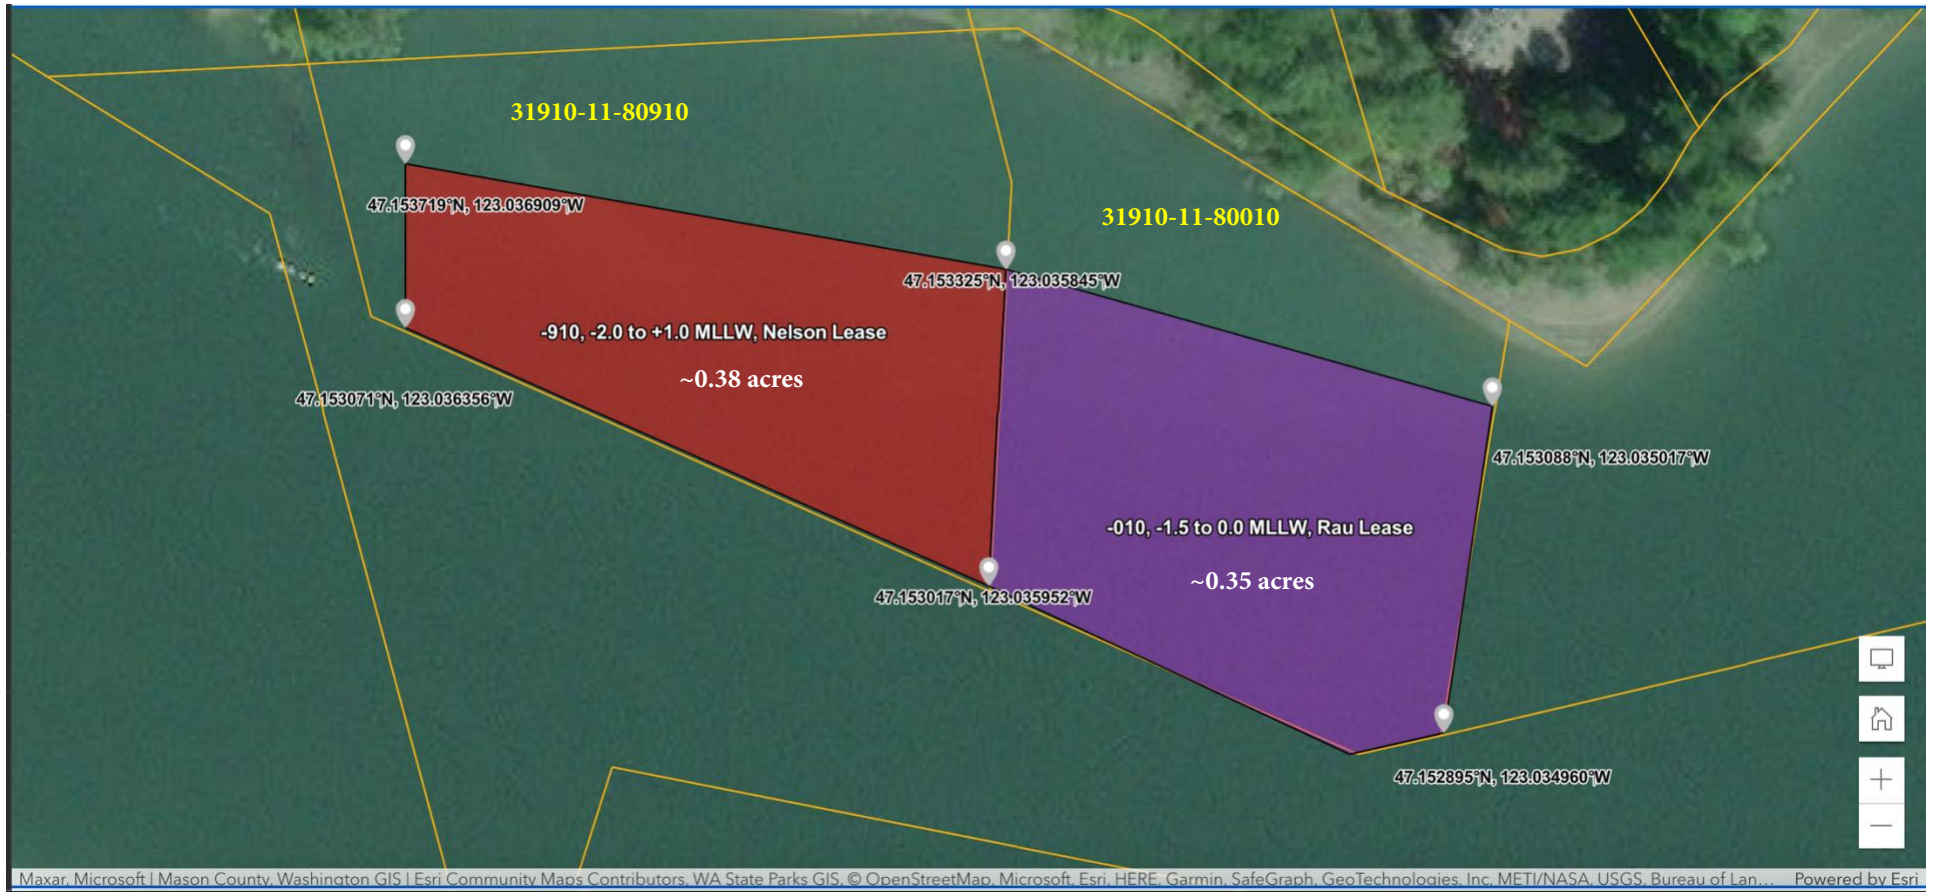 31910-11-80910
47.153719°N, 123.036909°W
31910-11-80010
47.153325°N, 123.035845°W
-910, -2.0 to +1.0 MLLW, Nelson Lease
~0.38 acres
47.153071°N, 123.036356°W
47.153088°N, 123.035017°W
-010, -1.5 to 0.0 MLLW, Rau Lease
~0.35 acres
47.153017°N, 123.035952°W
47.152895°N, 123.034960°W
Maxar, Microsoft | Mason County, Washington GIS | Esri Community Maps Contributors, WA State Parks GIS, © OpenStreetMap, Microsoft, Esri, HERE, Garmin, SafeGraph, GeoTechnologies, Inc, METI/NASA, USGS, Bureau of Lan... Powered by Esri